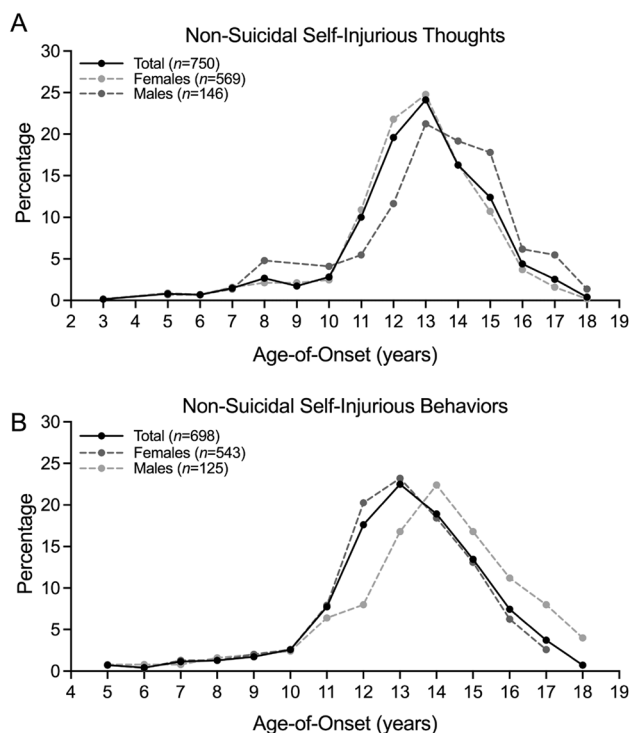 A
Non-Suicidal Self-Injurious Thoughts
30
25
20
15
10
5
0
Percentage
Total (n=750)
Females (n=569)
Males (n=146)
2 3 4 5 6 7 8 9 10 11 12 13 14 15 16 17 18 19
Age-of-Onset (years)
B
Non-Suicidal Self-Injurious Behaviors
30
25
20
15
10
5
0
Percentage
Total (n=698)
Females (n=543)
Males (n=125)
4 5 6 7 8 9 10 11 12 13 14 15 16 17 18 19
Age-of-Onset (years)